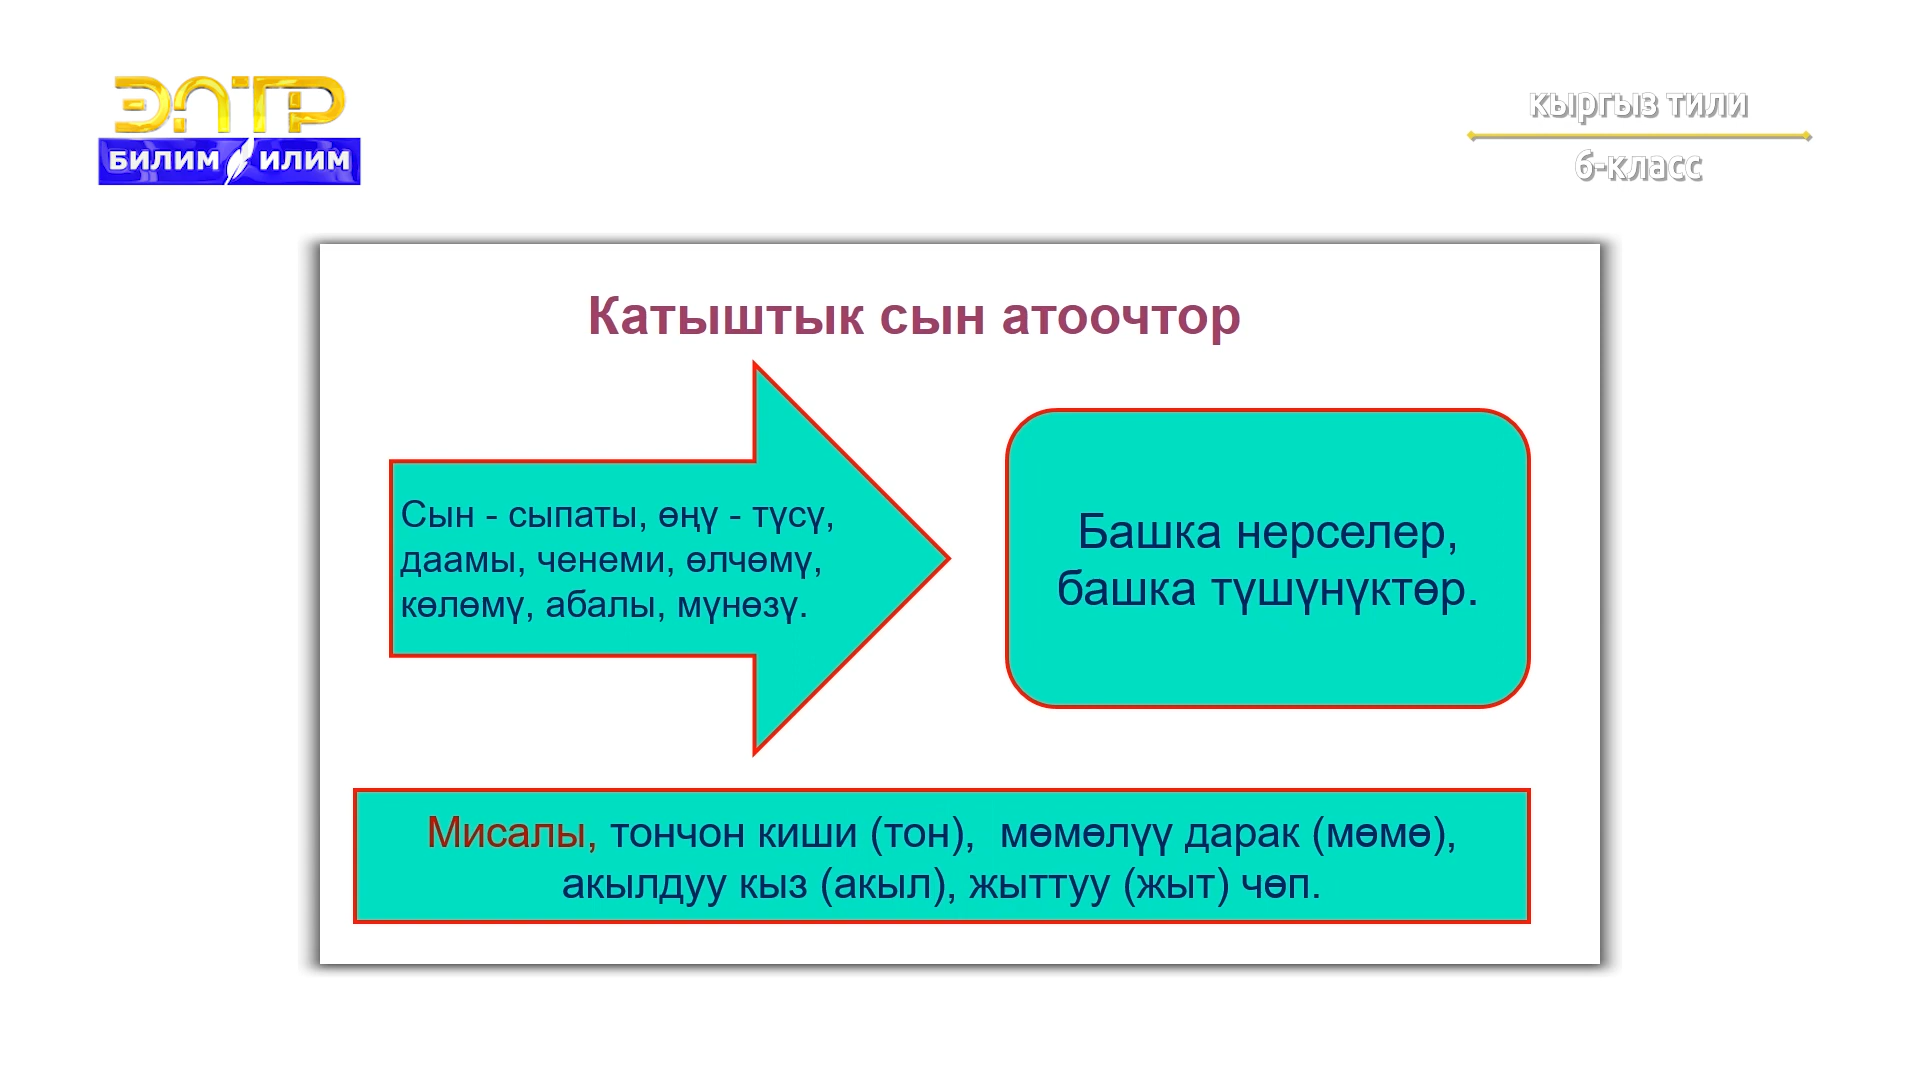 ЭЛТР
БИЛИМ ИЛИМ
кыргыз тили
6-класс
Катыштык сын атоочтор
Сын - сыпаты, өңү - түсү,
даамы, ченеми, өлчөмү,
көлөмү, абалы, мүнөзү.
Башка нерселер,
башка түшүнүктөр.
Мисалы, тончон киши (тон),  мөмөлүү дарак (мөмө),
акылдуу кыз (акыл), жыттуу (жыт) чөп.